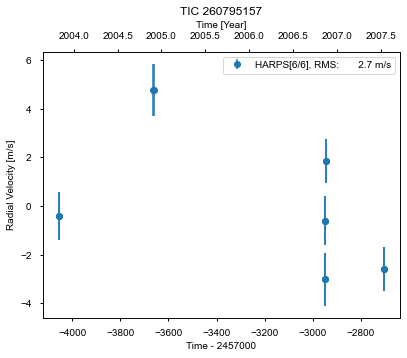 TIC 260795157
Time [Year]
2004.0 2004.5 2005.0 2005.5 2006.0 2006.5 2007.0 2007.5
HARPS[6/6], RMS: 2.7 m/s
6
4
2
0
−2
−4
Radial Velocity [m/s]
−4000 −3800 −3600 −3400 −3200 −3000 −2800
Time - 2457000